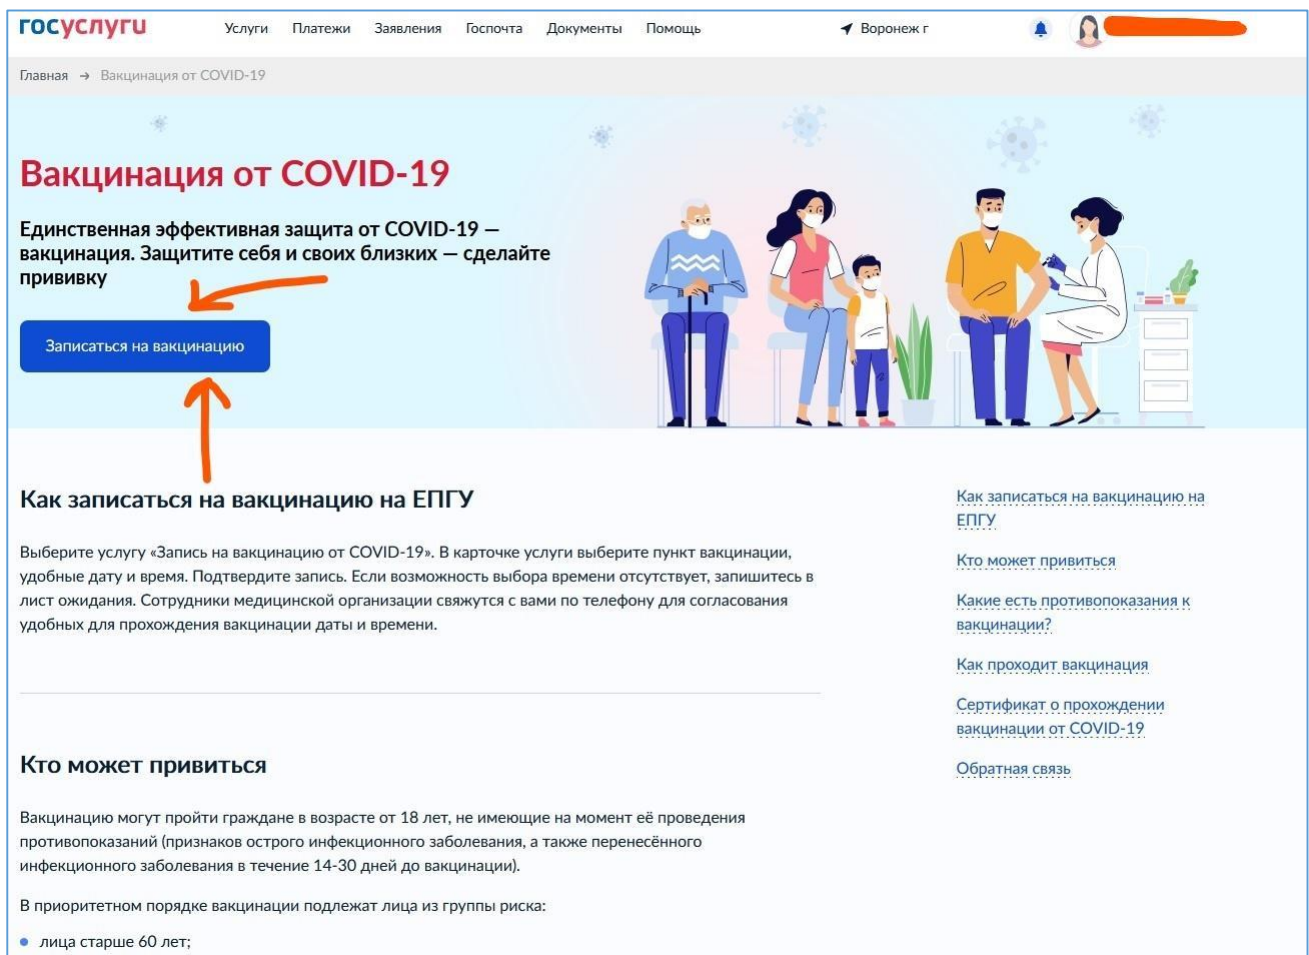 госуслуги
Услуги Платежи Заявления Госпочта Документы Помощь Воронеж г
Главная → Вакцинация от COVID-19
Вакцинация от COVID-19
Единственная эффективная защита от COVID-19 —
вакцинация. Защитите себя и своих близких — сделайте
прививку
Записаться на вакцинацию
Как записаться на вакцинацию на ЕПГУ
Выберите услугу «Запись на вакцинацию от COVID-19». В карточке услуги выберите пункт вакцинации,
удобные дату и время. Подтвердите запись. Если возможность выбора времени отсутствует, запишитесь в
лист ожидания. Сотрудники медицинской организации свяжутся с вами по телефону для согласования
удобных для прохождения вакцинации даты и времени.
Кто может привиться
Вакцинацию могут пройти граждане в возрасте от 18 лет, не имеющие на момент её проведения
противопоказаний (признаков острого инфекционного заболевания, а также перенесённого
инфекционного заболевания в течение 14-30 дней до вакцинации).
В приоритетном порядке вакцинации подлежат лица из группы риска:
лица старше 60 лет;
Как записаться на вакцинацию на
ЕПГУ
Кто может привиться
Какие есть противопоказания к
вакцинации?
Как проходит вакцинация
Сертификат о прохождении
вакцинации от COVID-19
Обратная связь